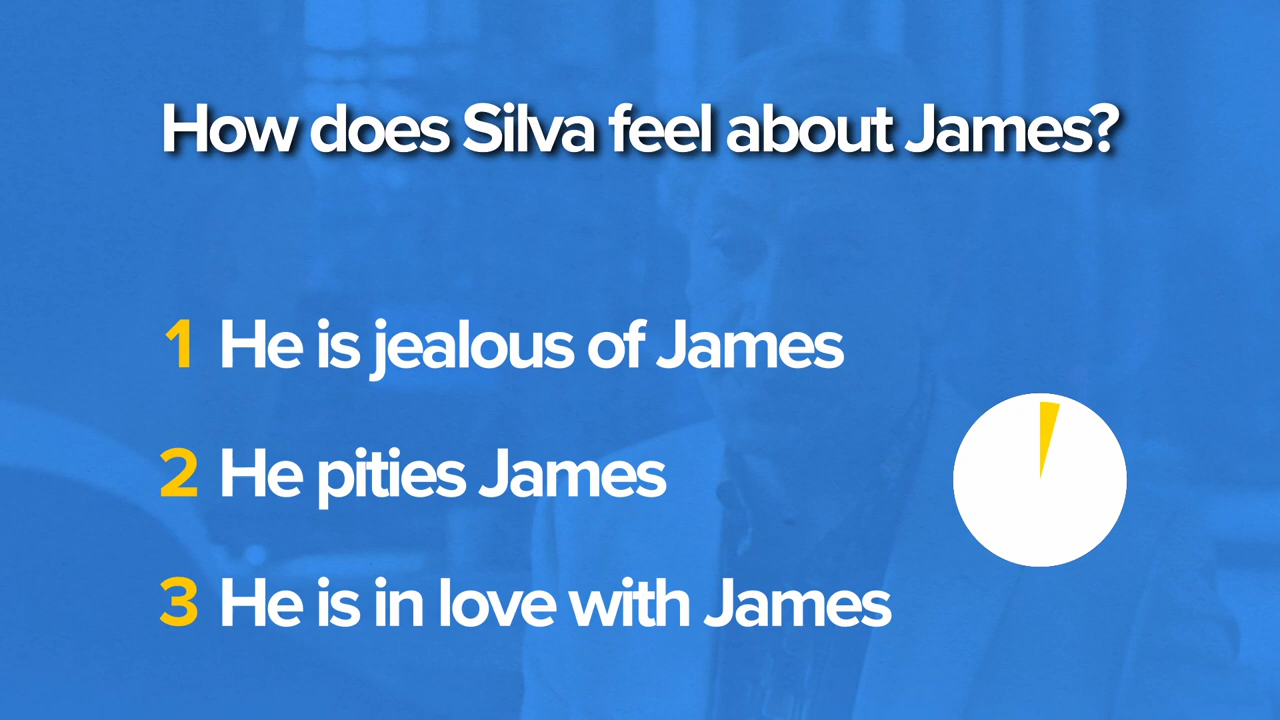 How does Silva feel about James?
1 He is jealous of James
2 He pities James
3 He is in love with James